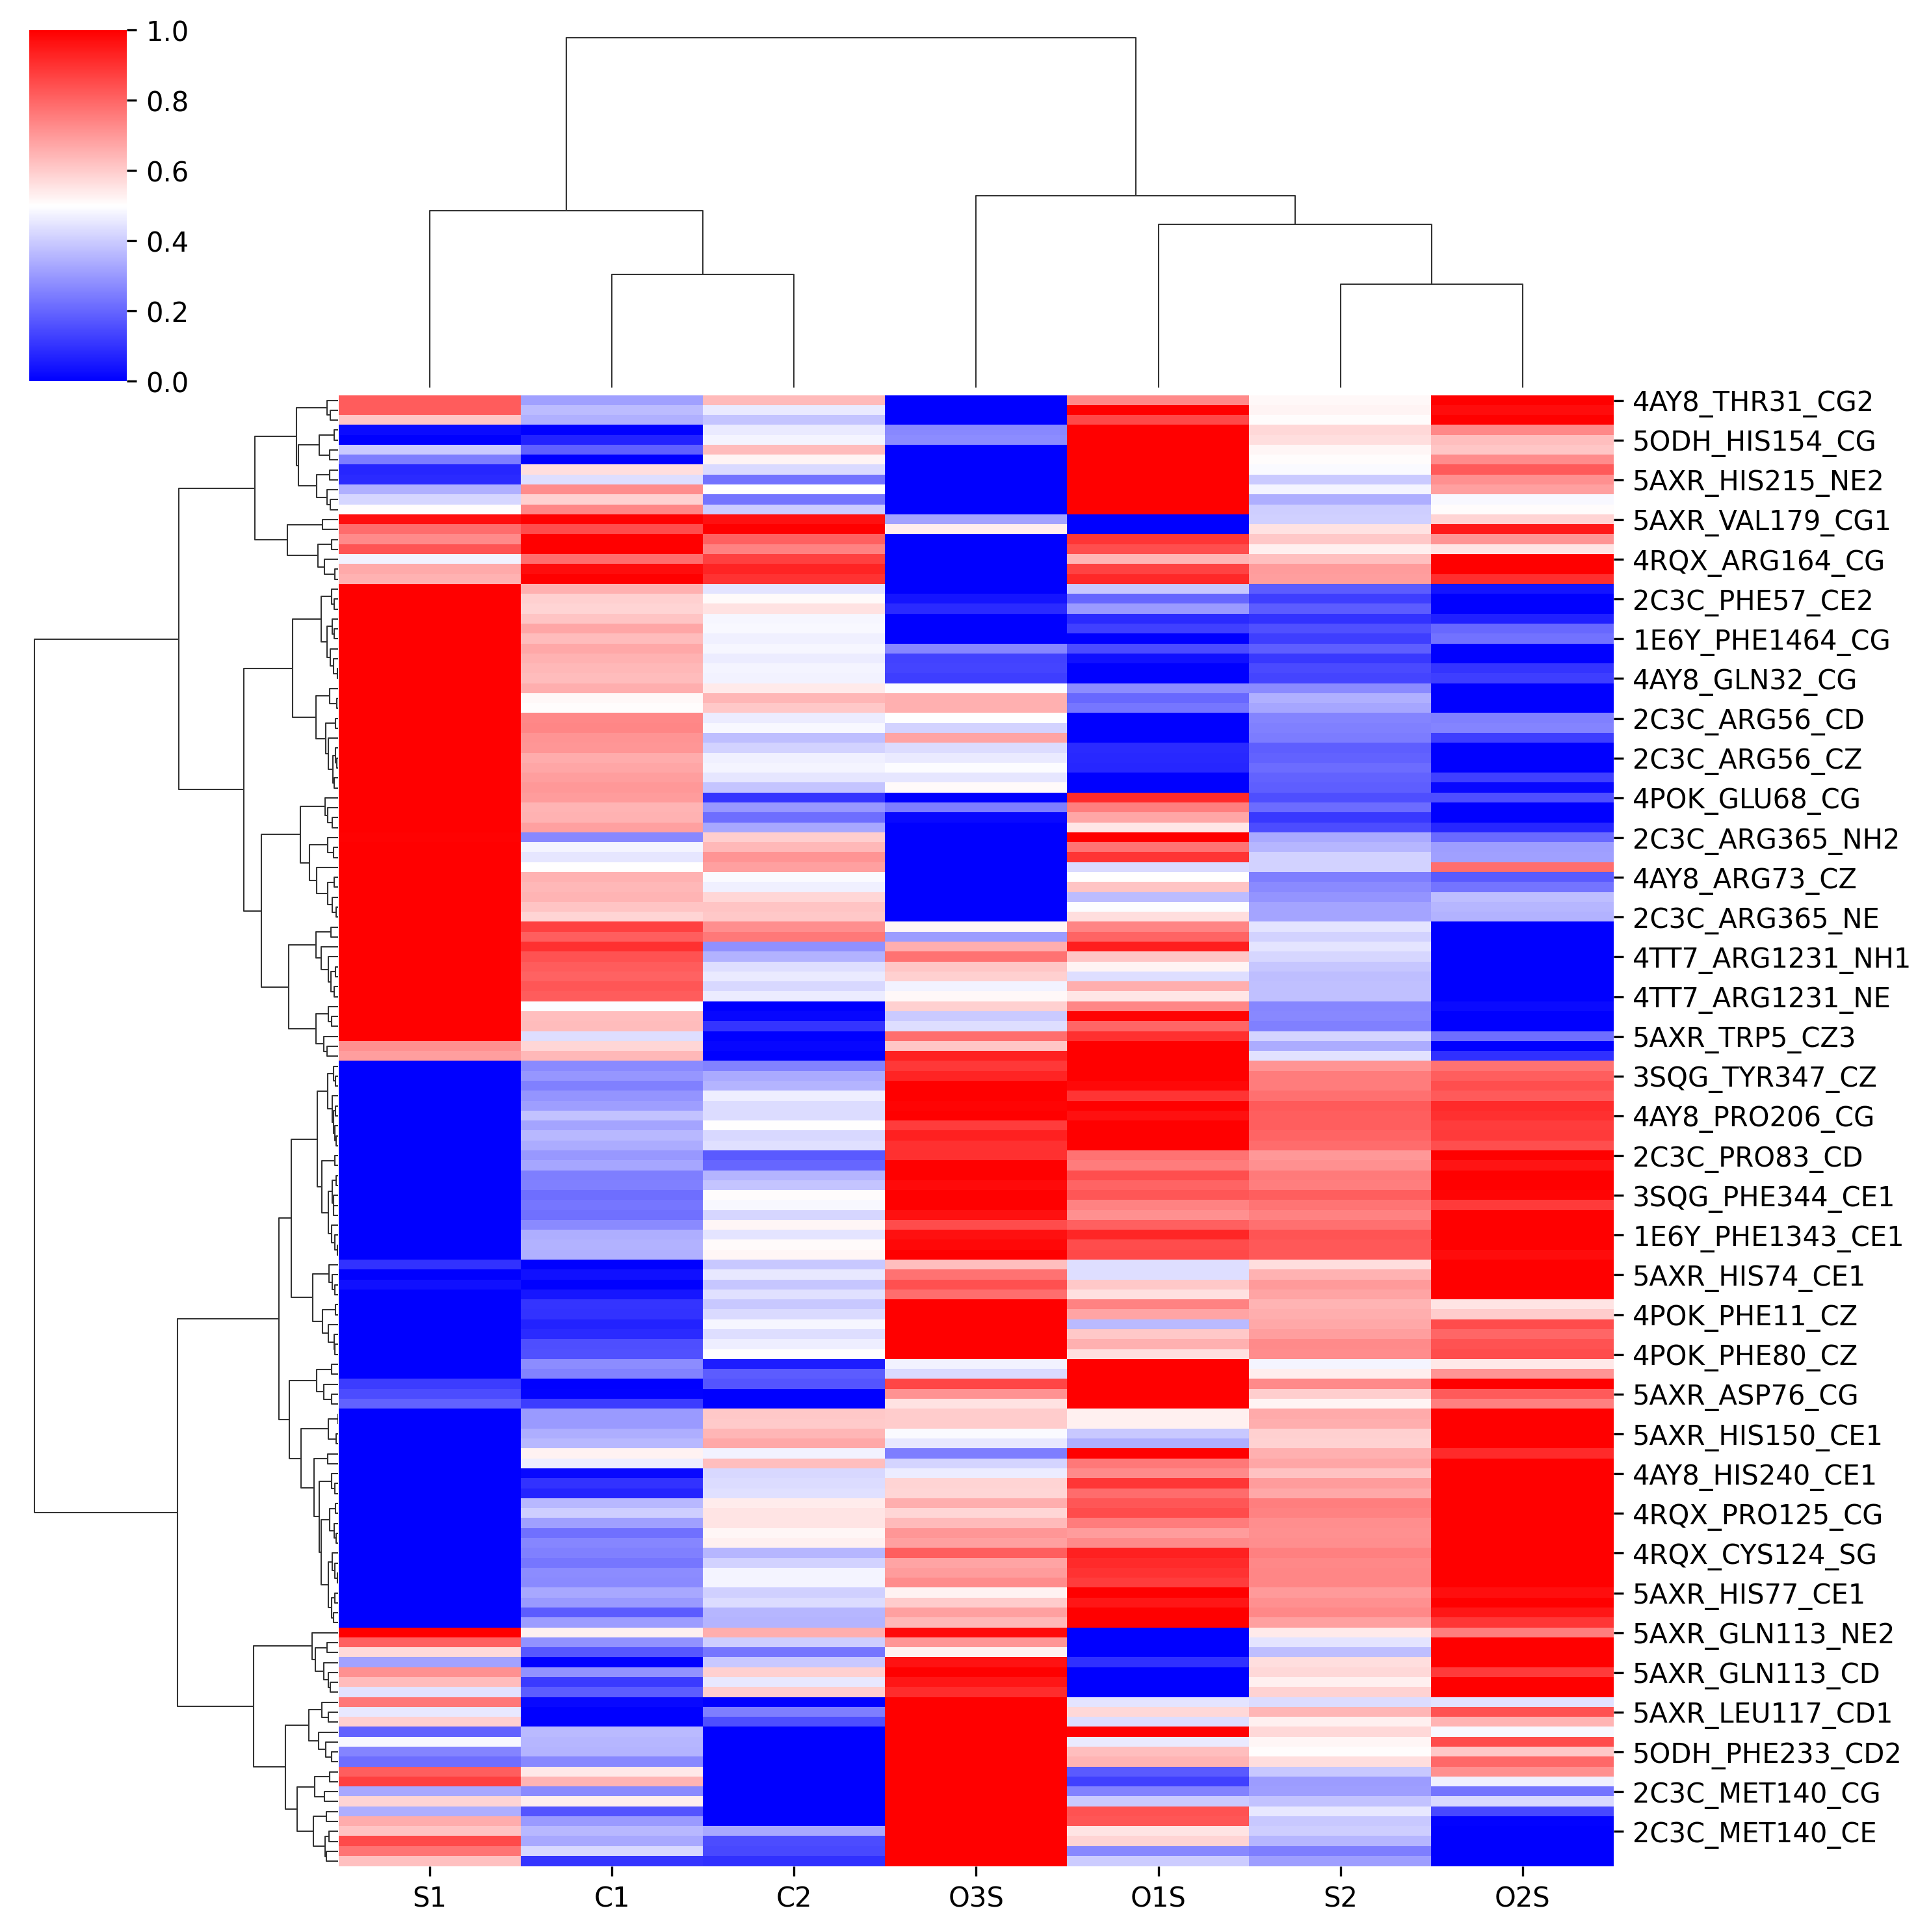 1.0
0.8
0.6
0.4
0.2
0.0
4AY8_THR31_CG2
5ODH_HIS154_CG
5AXR_HIS215_NE2
5AXR_VAL179_CG1
4RQX_ARG164_CG
2C3C_PHE57_CE2
1E6Y_PHE1464_CG
4AY8_GLN32_CG
2C3C_ARG56_CD
2C3C_ARG56_CZ
4POK_GLU68_CG
2C3C_ARG365_NH2
4AY8_ARG73_CZ
2C3C_ARG365_NE
4TT7_ARG1231_NH1
4TT7_ARG1231_NE
5AXR_TRP5_CZ3
3SQG_TYR347_CZ
4AY8_PRO206_CG
2C3C_PRO83_CD
3SQG_PHE344_CE1
1E6Y_PHE1343_CE1
5AXR_HIS74_CE1
4POK_PHE11_CZ
4POK_PHE80_CZ
5AXR_ASP76_CG
5AXR_HIS150_CE1
4AY8_HIS240_CE1
4RQX_PRO125_CG
4RQX_CYS124_SG
5AXR_HIS77_CE1
5AXR_GLN113_NE2
5AXR_GLN113_CD
5AXR_LEU117_CD1
5ODH_PHE233_CD2
2C3C_MET140_CG
2C3C_MET140_CE
S1 C1 C2 O3S O1S S2 O2S